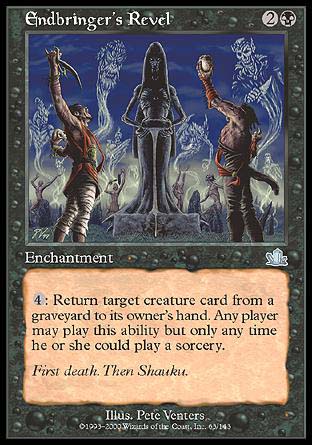 Endbringer's Revel 2
Enchantment
4: Return target creature card from a
graveyard to its owner's hand. Any player
may play this ability but only any time
he or she could play a sorcery.
First death. Then Shauku.
Illus. Pete Venters
©1993-2000 Wizards of the Coast, Inc. 63/143